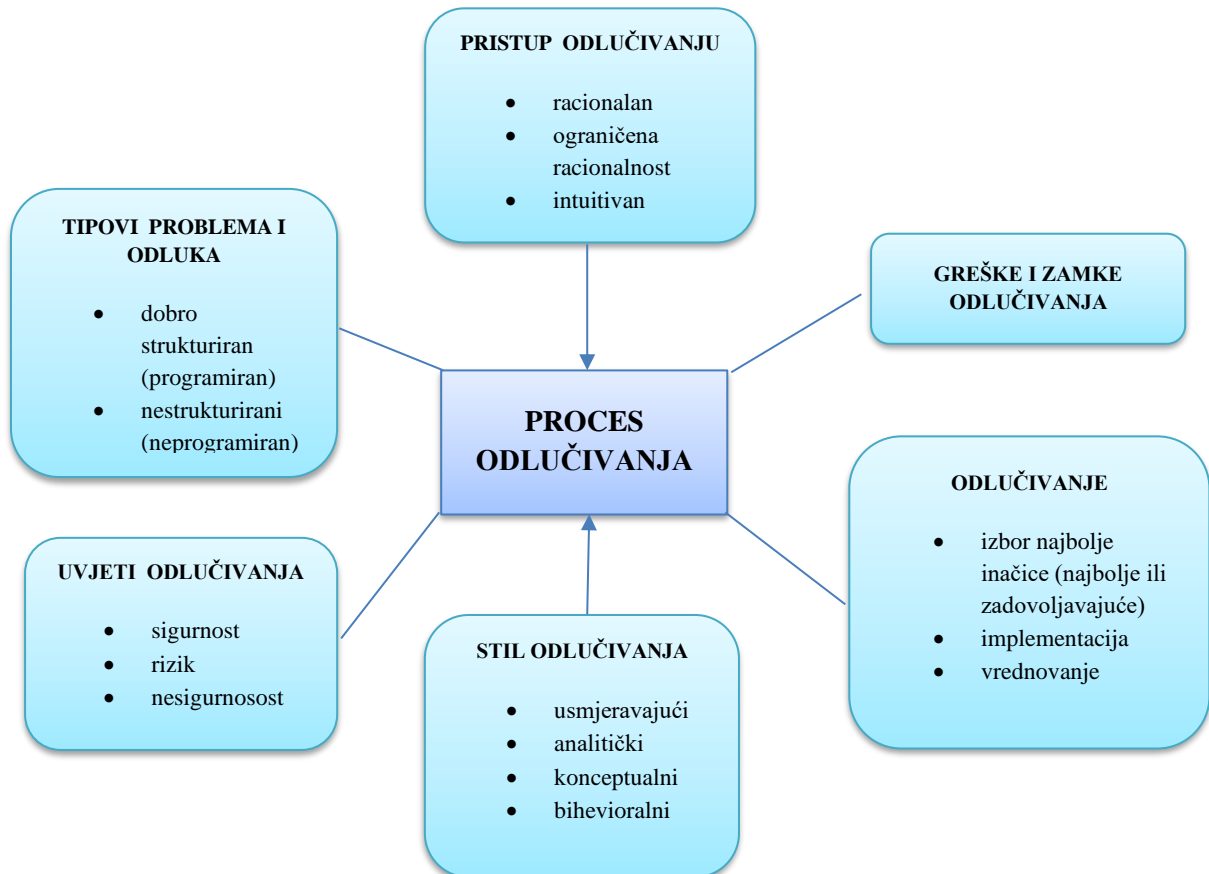 PRISTUP ODLUČIVANJU
• racionalan
• ograničena
racionalnost
• intuitivan
TIPOVI PROBLEMA I
ODLUKA
• dobro
strukturiran
(programiran)
• nestrukturirani
(neprogramiran)
GREŠKE I ZAMKE
ODLUČIVANJA
PROCES
ODLUČIVANJA
UVJETI ODLUČIVANJA
• sigurnost
• rizik
• nesigurnosost
STIL ODLUČIVANJA
• usmjeravajući
• analitički
• konceptualni
• bihevioralni
ODLUČIVANJE
• izbor najbolje
inačice (najbolje ili
zadovoljavajuće)
• implementacija
• vrednovanje